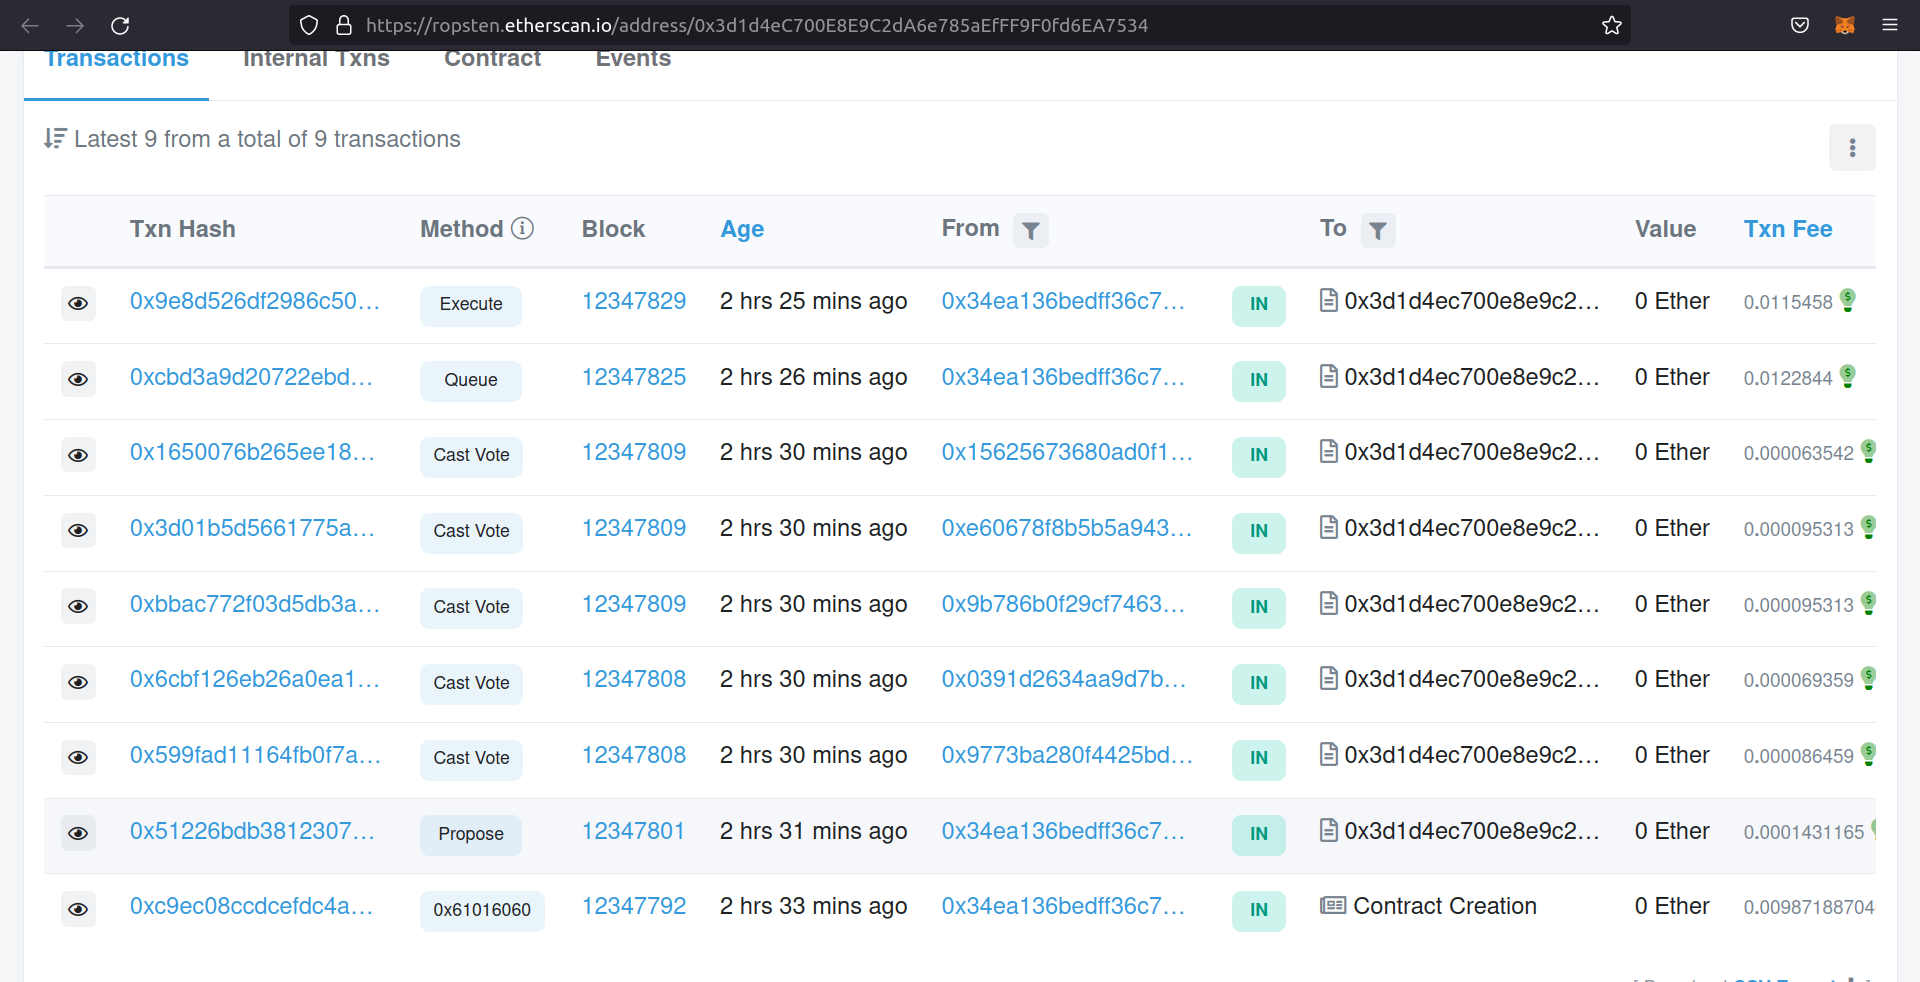 https://ropsten.etherscan.io/address/0x3d1d4eC700E8E9C2dA6e785aEfFF9F0fd6EA7534
Transactions Internal Txns Contract Events
Latest 9 from a total of 9 transactions
Txn Hash Method Block Age From To Value Txn Fee
0x9e8d526df2986c50... Execute 12347829 2 hrs 25 mins ago 0x34ea136bedff36c7... IN 0x3d1d4ec700e8e9c2... 0 Ether 0.0115458
0xcbd3a9d20722ebd... Queue 12347825 2 hrs 26 mins ago 0x34ea136bedff36c7... IN 0x3d1d4ec700e8e9c2... 0 Ether 0.0122844
0x1650076b265ee18... Cast Vote 12347809 2 hrs 30 mins ago 0x15625673680ad0f1... IN 0x3d1d4ec700e8e9c2... 0 Ether 0.000063542
0x3d01b5d5661775a... Cast Vote 12347809 2 hrs 30 mins ago 0xe60678f8b5b5a943... IN 0x3d1d4ec700e8e9c2... 0 Ether 0.000095313
0xbbac772f03d5db3a... Cast Vote 12347809 2 hrs 30 mins ago 0x9b786b0f29cf7463... IN 0x3d1d4ec700e8e9c2... 0 Ether 0.000095313
0x6cbf126eb26a0ea1... Cast Vote 12347808 2 hrs 30 mins ago 0x0391d2634aa9d7b... IN 0x3d1d4ec700e8e9c2... 0 Ether 0.000069359
0x599fad11164fb0f7a... Cast Vote 12347808 2 hrs 30 mins ago 0x9773ba280f4425bd... IN 0x3d1d4ec700e8e9c2... 0 Ether 0.000086459
0x51226bdb3812307... Propose 12347801 2 hrs 31 mins ago 0x34ea136bedff36c7... IN 0x3d1d4ec700e8e9c2... 0 Ether 0.0001431165
0xc9ec08ccdcefdc4a... 0x61016060 12347792 2 hrs 33 mins ago 0x34ea136bedff36c7... IN Contract Creation 0 Ether 0.00987188704